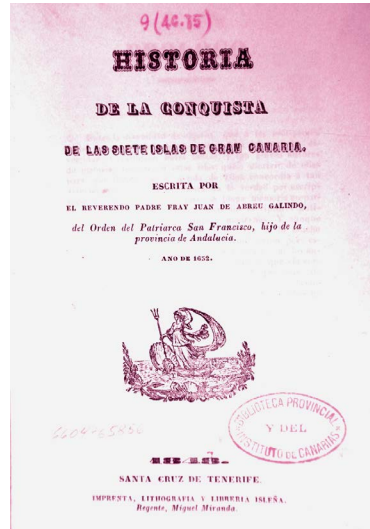 9 (46.75)
HISTORIA
DE LA CONQUISTA
DE LAS SIETE ISLAS DE GRAN CANARIA.
ESCRITA POR
EL REVERENDO PADRE FRAY JUAN DE ABREU GALINDO,
del Orden del Patriarca San Francisco, hijo de la
provincia de Andalucia.
AÑO DE 1632.
BIBLIOTECA PROVINCIAL
Y DEL
INSTITUTO DE CANARIAS
SANTA CRUZ DE TENERIFE.
IMPRENTA, LITHOGRAFIA Y LIBRERIA ISLEÑA.
Regente, Miguel Miranda.